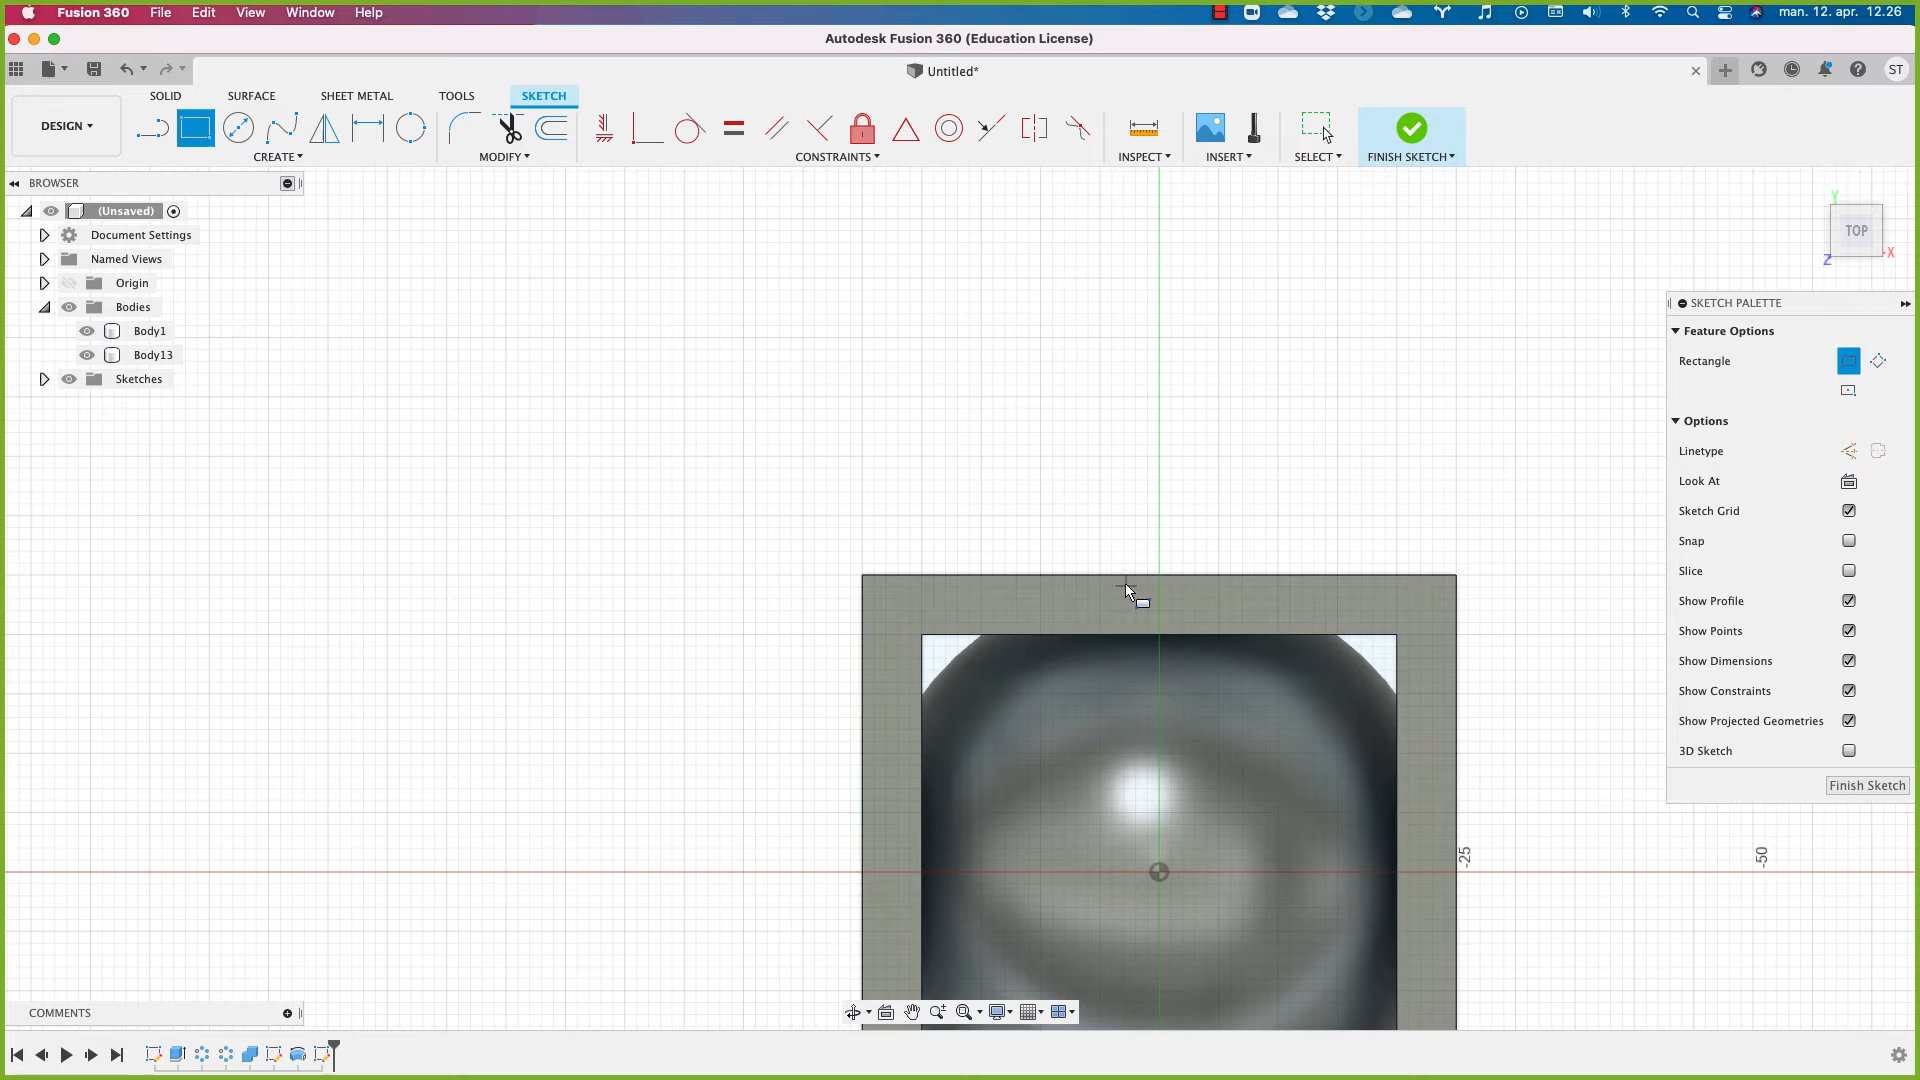 Fusion 360 File Edit View Window Help man. 12. apr. 12.26
Autodesk Fusion 360 (Education License)
Untitled* ST
SOLID SURFACE SHEET METAL TOOLS SKETCH
DESIGN
CREATE MODIFY CONSTRAINTS INSPECT INSERT SELECT FINISH SKETCH
BROWSER
(Unsaved)
Document Settings
Named Views
Origin
Bodies
Body1
Body13
Sketches
Y
TOP
X
Z
SKETCH PALETTE
Feature Options
Rectangle
Options
Linetype
Look At
Sketch Grid
Snap
Slice
Show Profile
Show Points
Show Dimensions
Show Constraints
Show Projected Geometries
3D Sketch
Finish Sketch
-25
-50
COMMENTS